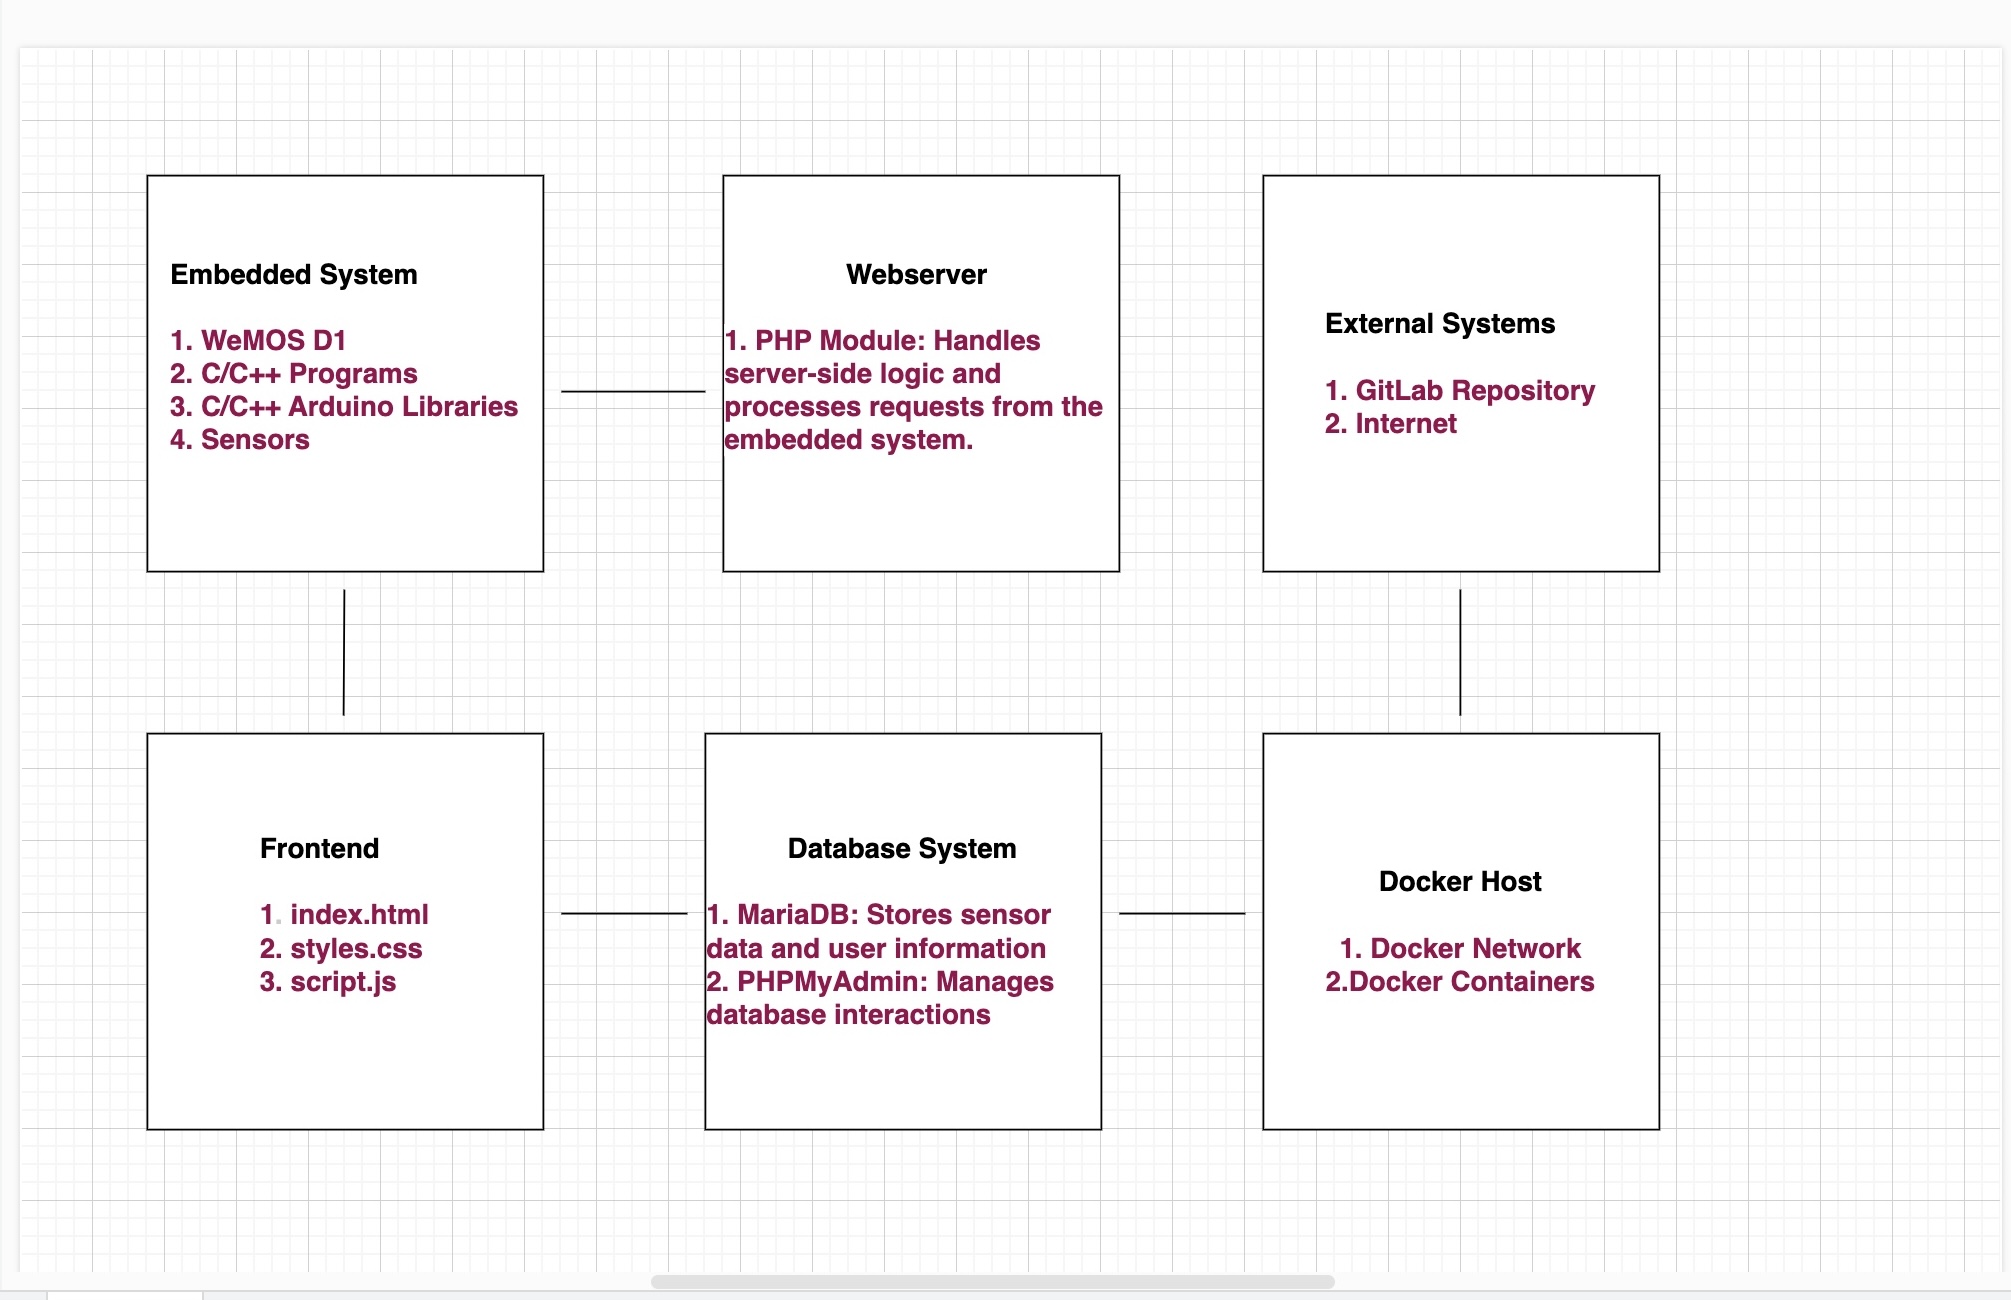 Embedded System
1. WeMOS D1
2. C/C++ Programs
3. C/C++ Arduino Libraries
4. Sensors
Webserver
1. PHP Module: Handles
server-side logic and
processes requests from the
embedded system.
External Systems
1. GitLab Repository
2. Internet
Frontend
1. index.html
2. styles.css
3. script.js
Database System
1. MariaDB: Stores sensor
data and user information
2. PHPMyAdmin: Manages
database interactions
Docker Host
1. Docker Network
2.Docker Containers